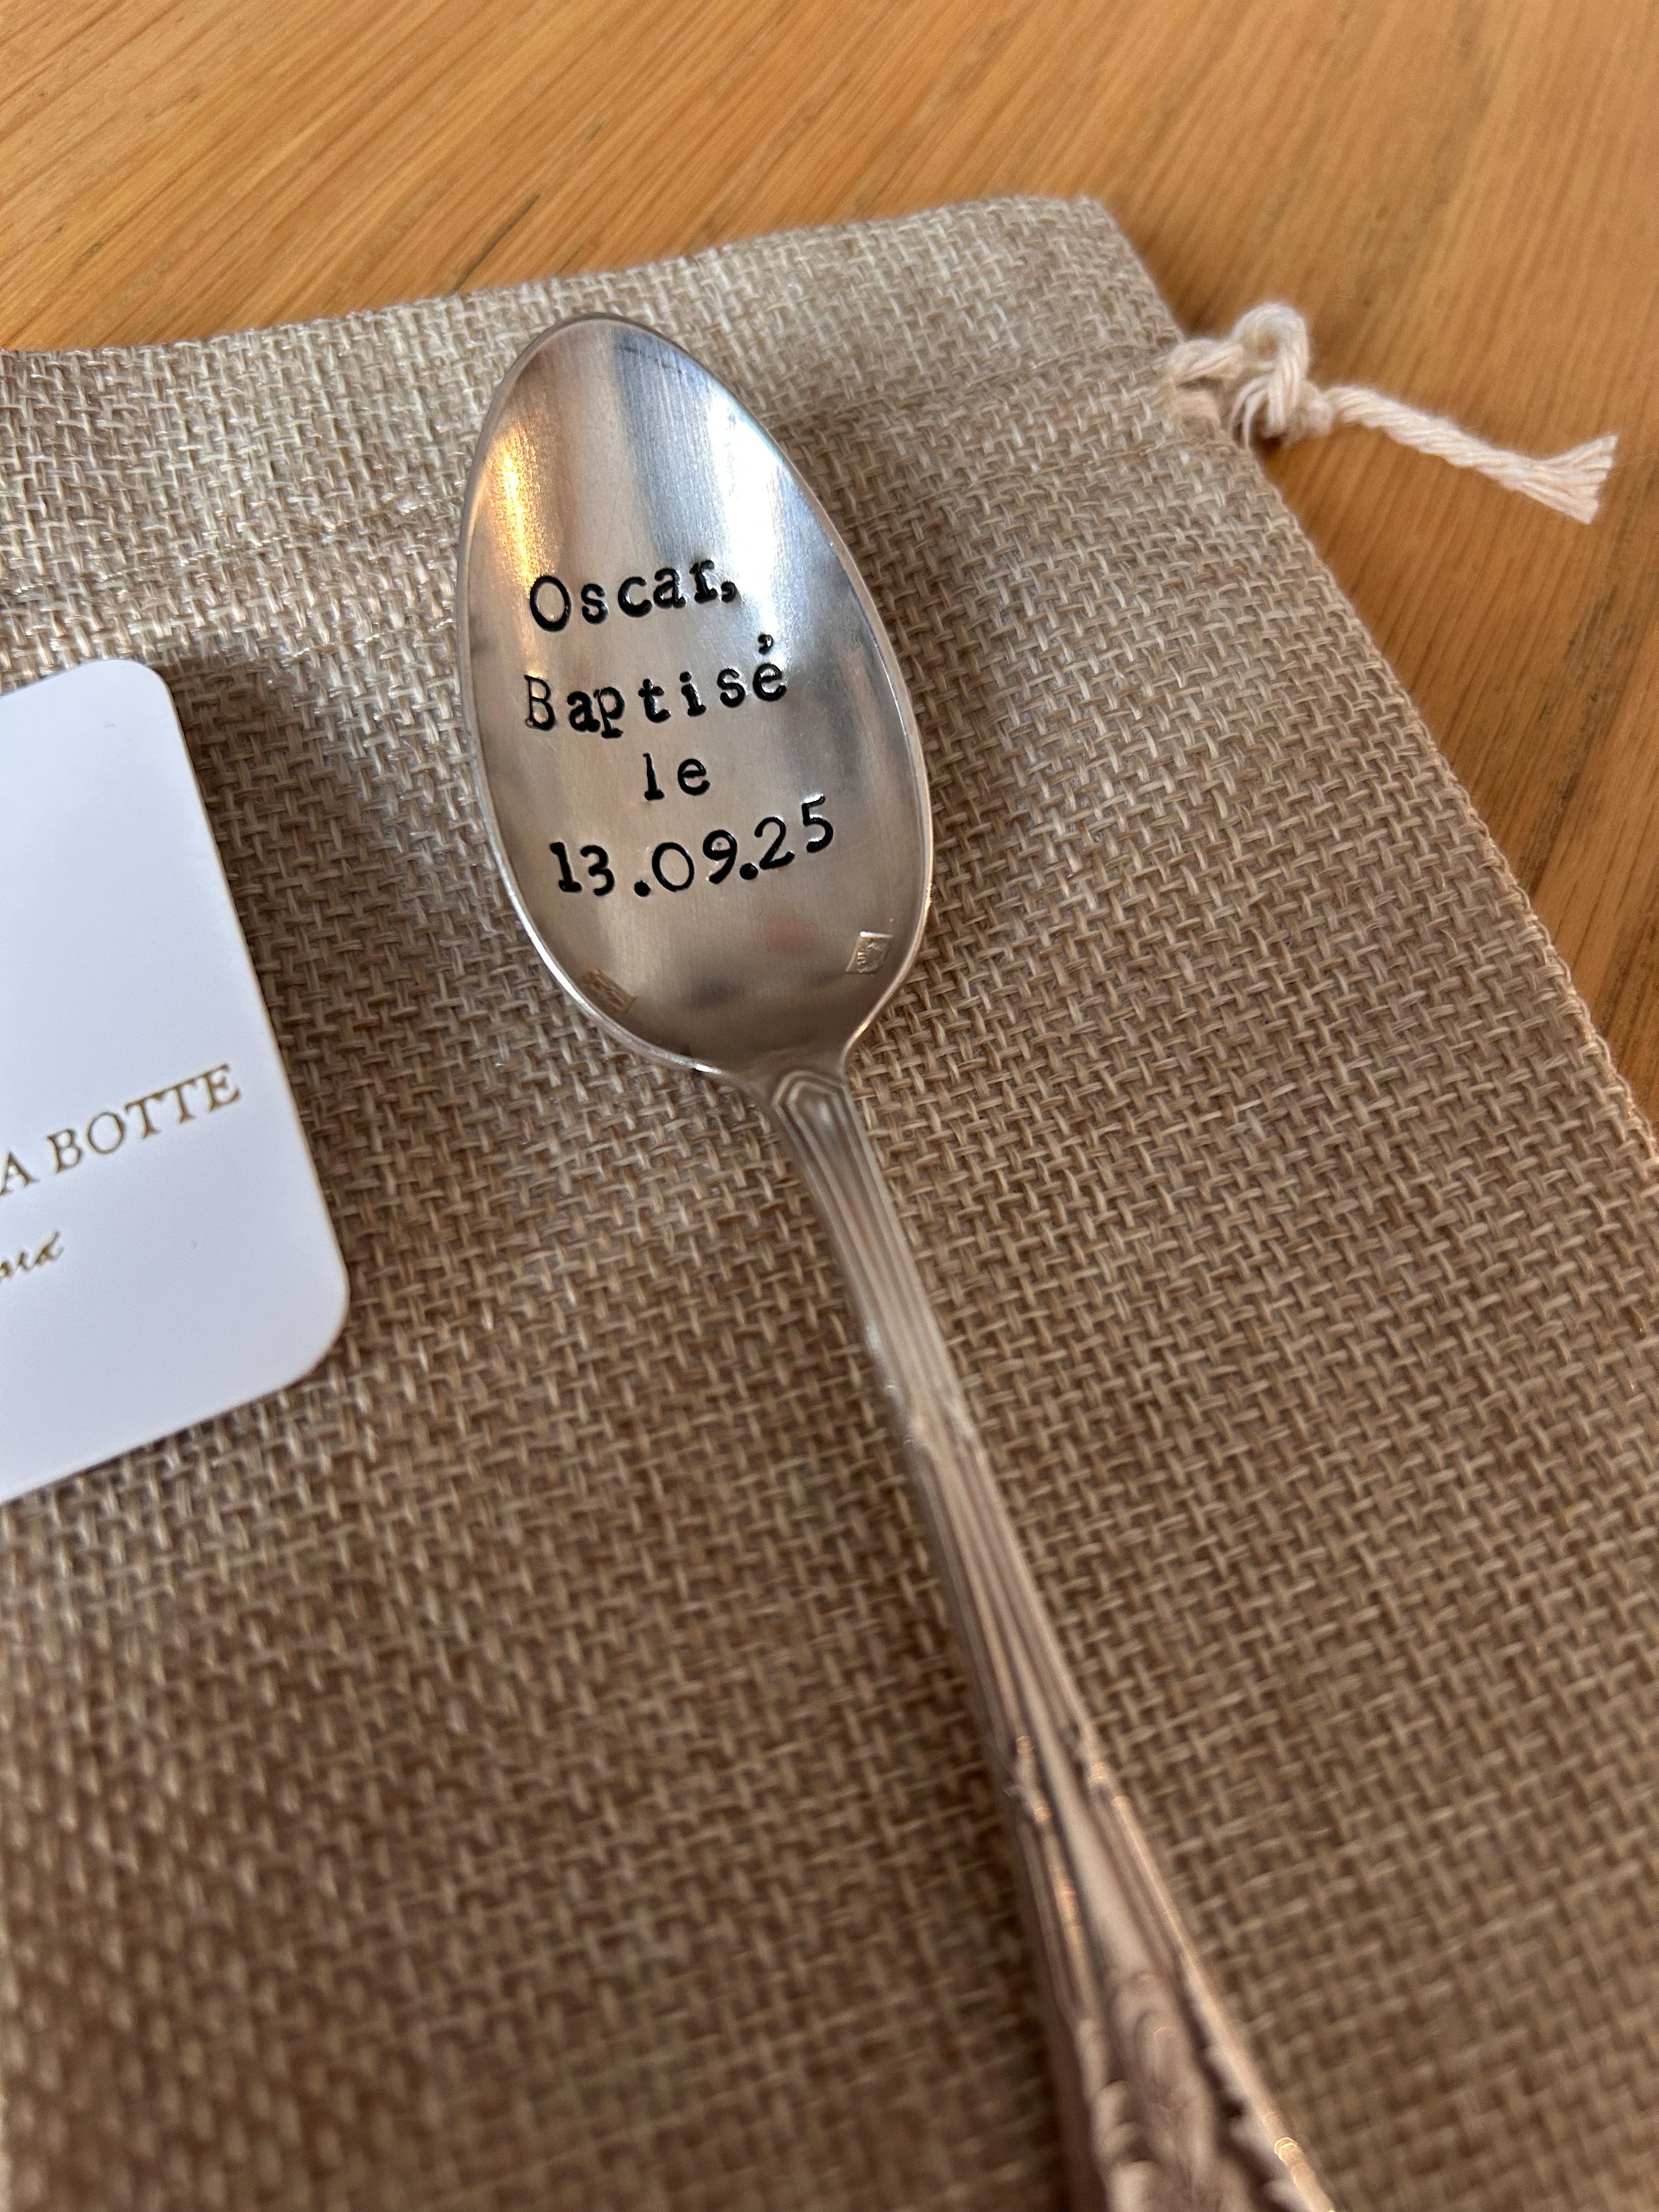 Oscar,
Baptisé
le
13.09.25
A BOTTE